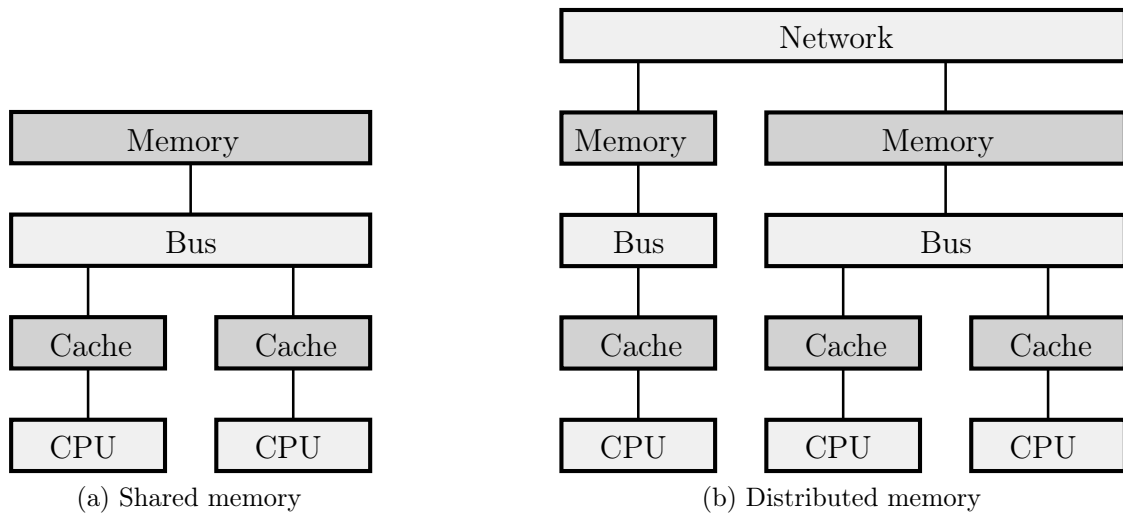 Memory
Bus
Cache Cache
CPU CPU
(a) Shared memory
Network
Memory Memory
Bus Bus
Cache Cache Cache
CPU CPU CPU
(b) Distributed memory